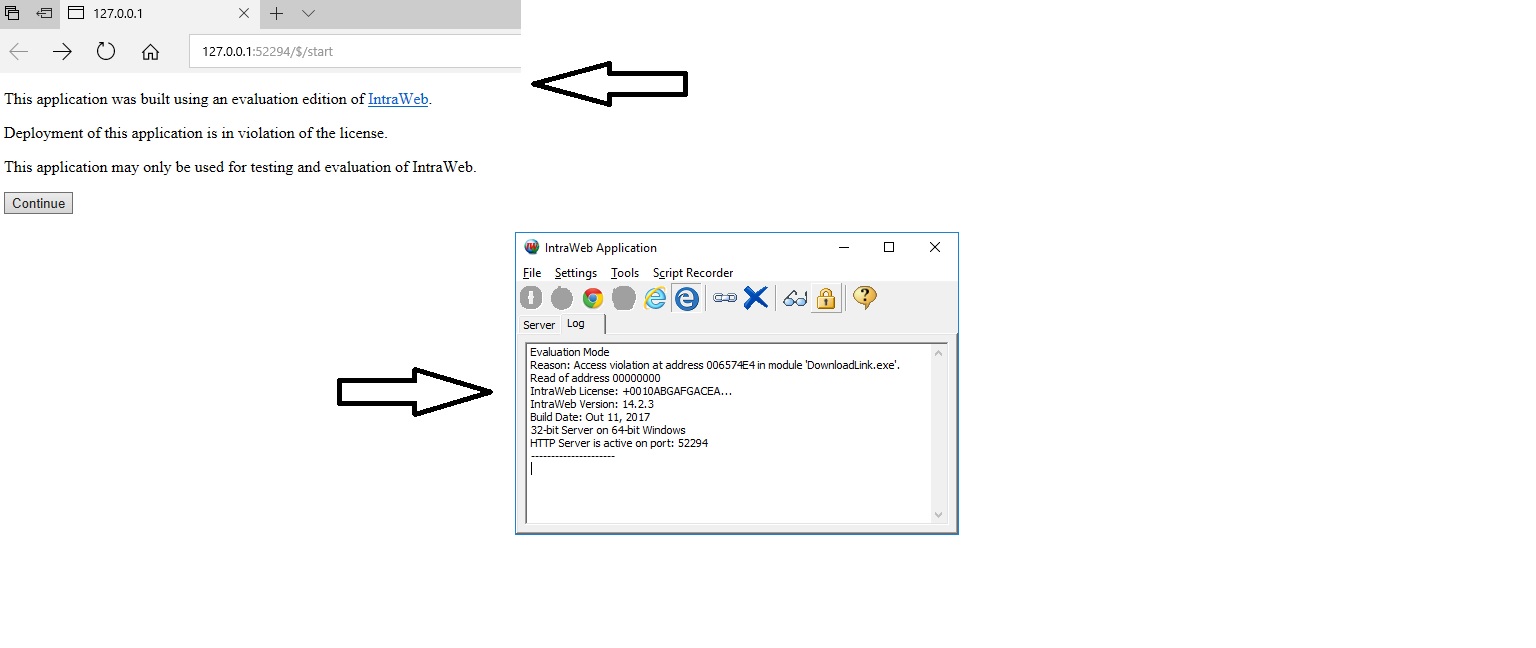 127.0.0.1
127.0.0.1:52294/$/start
This application was built using an evaluation edition of IntraWeb.
Deployment of this application is in violation of the license.
This application may only be used for testing and evaluation of IntraWeb.
Continue
IntraWeb Application
File Settings Tools Script Recorder
Server Log
Evaluation Mode
Reason: Access violation at address 006574E4 in module 'DownloadLink.exe'.
Read of address 00000000
IntraWeb License: +0010ABGAFGACEA...
IntraWeb Version: 14.2.3
Build Date: Out 11, 2017
32-bit Server on 64-bit Windows
HTTP Server is active on port: 52294
---------------------